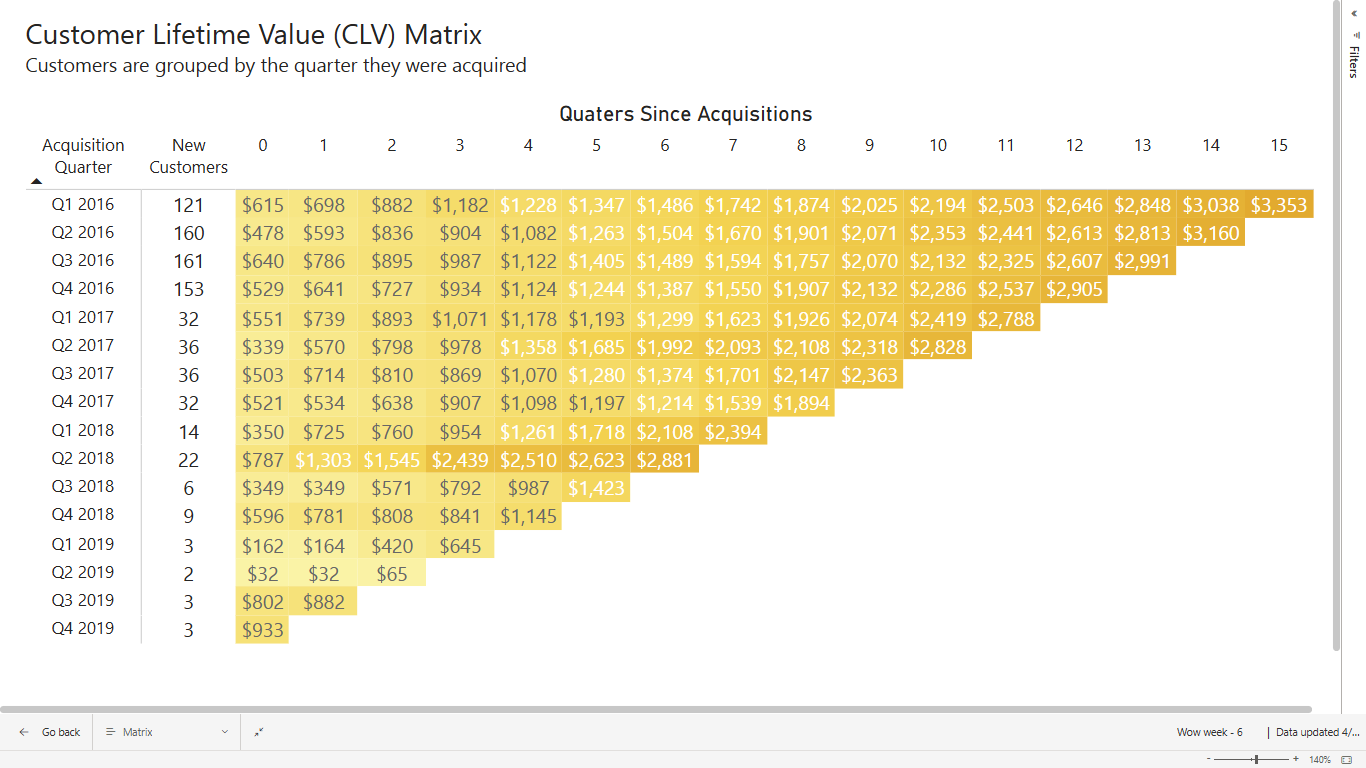 Customer Lifetime Value (CLV) Matrix
Customers are grouped by the quarter they were acquired
Filters
Quaters Since Acquisitions
Acquisition Quarter New Customers 0 1 2 3 4 5 6 7 8 9 10 11 12 13 14 15
Q1 2016 121 $615 $698 $882 $1,182 $1,228 $1,347 $1,486 $1,742 $1,874 $2,025 $2,194 $2,503 $2,646 $2,848 $3,038 $3,353
Q2 2016 160 $478 $593 $836 $904 $1,082 $1,263 $1,504 $1,670 $1,901 $2,071 $2,353 $2,441 $2,613 $2,813 $3,160
Q3 2016 161 $640 $786 $895 $987 $1,122 $1,405 $1,489 $1,594 $1,757 $2,070 $2,132 $2,325 $2,607 $2,991
Q4 2016 153 $529 $641 $727 $934 $1,124 $1,244 $1,387 $1,550 $1,907 $2,132 $2,286 $2,537 $2,905
Q1 2017 32 $551 $739 $893 $1,071 $1,178 $1,193 $1,299 $1,623 $1,926 $2,074 $2,419 $2,788
Q2 2017 36 $339 $570 $798 $978 $1,358 $1,685 $1,992 $2,093 $2,108 $2,318 $2,828
Q3 2017 36 $503 $714 $810 $869 $1,070 $1,280 $1,374 $1,701 $2,147 $2,363
Q4 2017 32 $521 $534 $638 $907 $1,098 $1,197 $1,214 $1,539 $1,894
Q1 2018 14 $350 $725 $760 $954 $1,261 $1,718 $2,108 $2,394
Q2 2018 22 $787 $1,303 $1,545 $2,439 $2,510 $2,623 $2,881
Q3 2018 6 $349 $349 $571 $792 $987 $1,423
Q4 2018 9 $596 $781 $808 $841 $1,145
Q1 2019 3 $162 $164 $420 $645
Q2 2019 2 $32 $32 $65
Q3 2019 3 $802 $882
Q4 2019 3 $933
Go back Matrix Wow week - 6 | Data updated 4/...
- + 140%